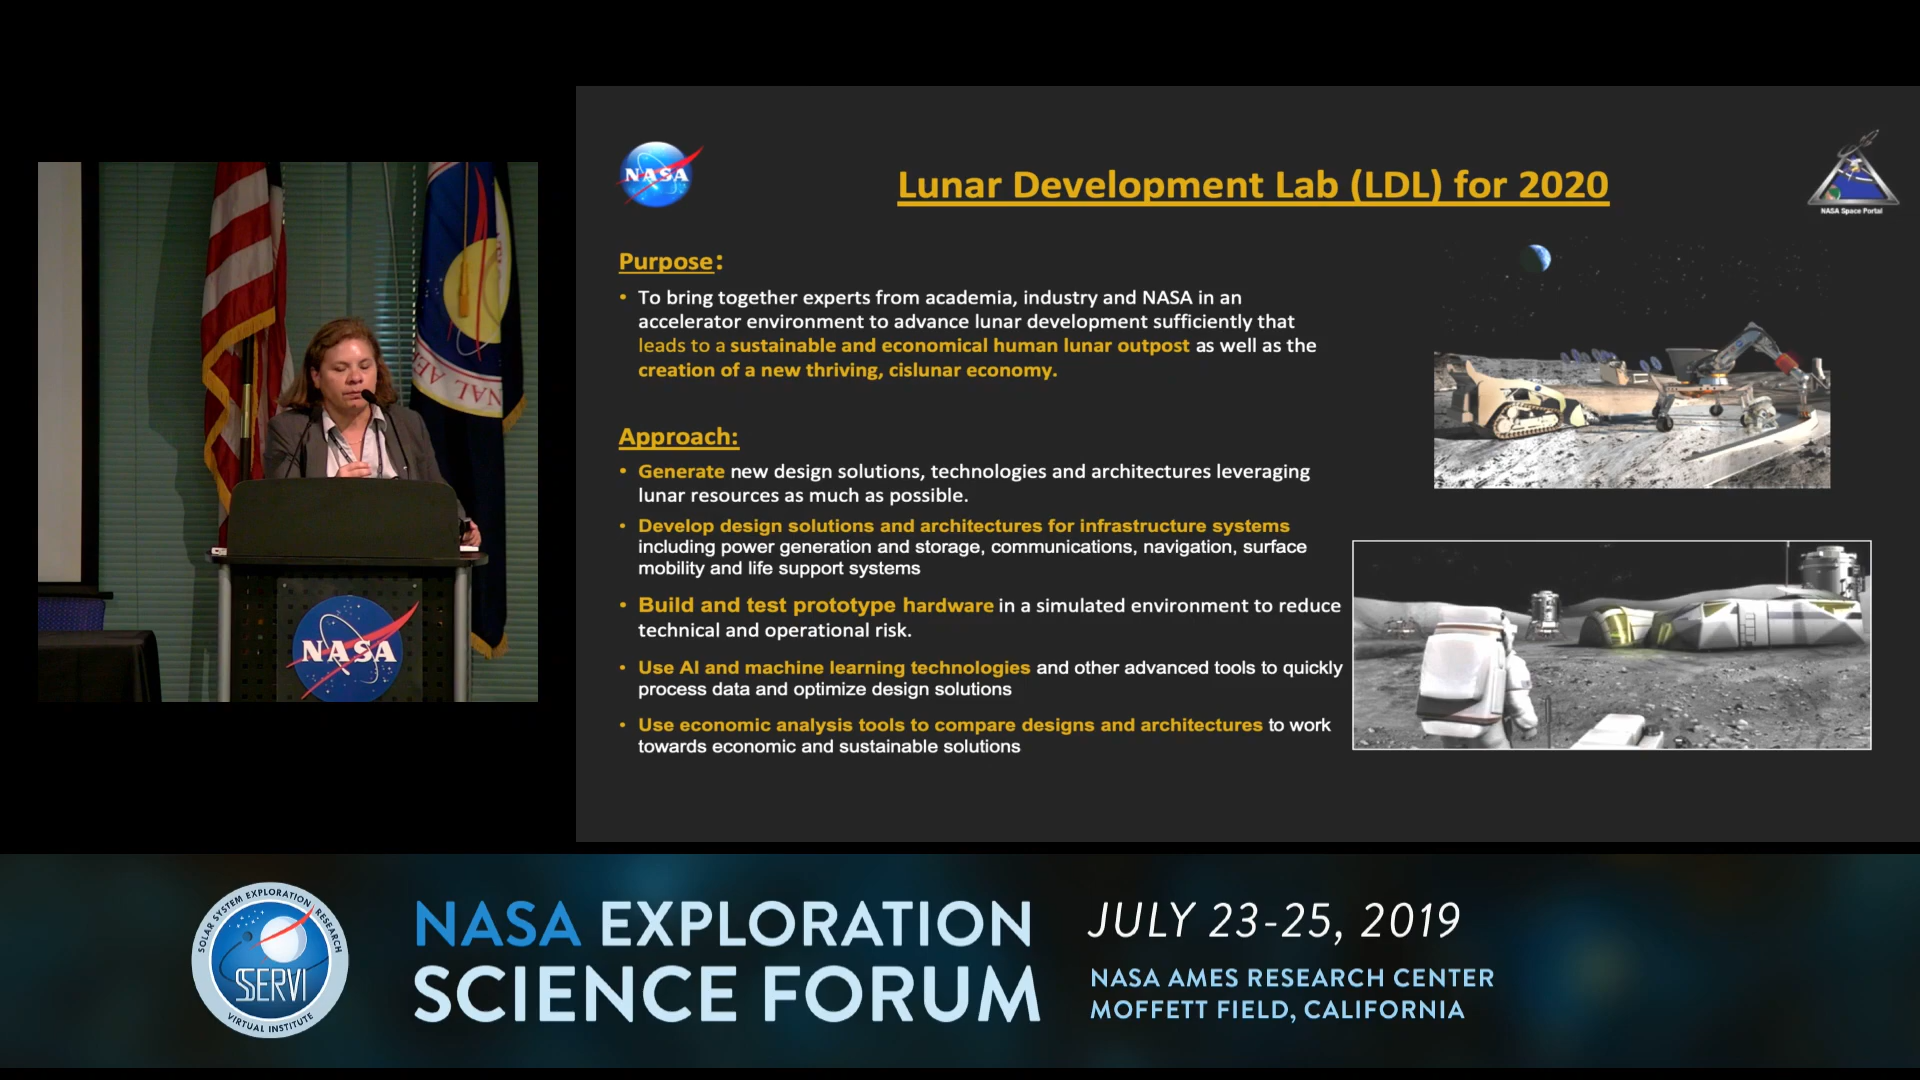 NASA
Lunar Development Lab (LDL) for 2020
NASA Space Portal
Purpose:
• To bring together experts from academia, industry and NASA in an
accelerator environment to advance lunar development sufficiently that
leads to a sustainable and economical human lunar outpost as well as the
creation of a new thriving, cislunar economy.
Approach:
• Generate new design solutions, technologies and architectures leveraging
lunar resources as much as possible.
• Develop design solutions and architectures for infrastructure systems
including power generation and storage, communications, navigation, surface
mobility and life support systems
• Build and test prototype hardware in a simulated environment to reduce
technical and operational risk.
• Use AI and machine learning technologies and other advanced tools to quickly
process data and optimize design solutions
• Use economic analysis tools to compare designs and architectures to work
towards economic and sustainable solutions
NASA
SOLAR SYSTEM EXPLORATION RESEARCH
SSERVI
VIRTUAL INSTITUTE
NASA EXPLORATION
SCIENCE FORUM
JULY 23-25, 2019
NASA AMES RESEARCH CENTER
MOFFETT FIELD, CALIFORNIA